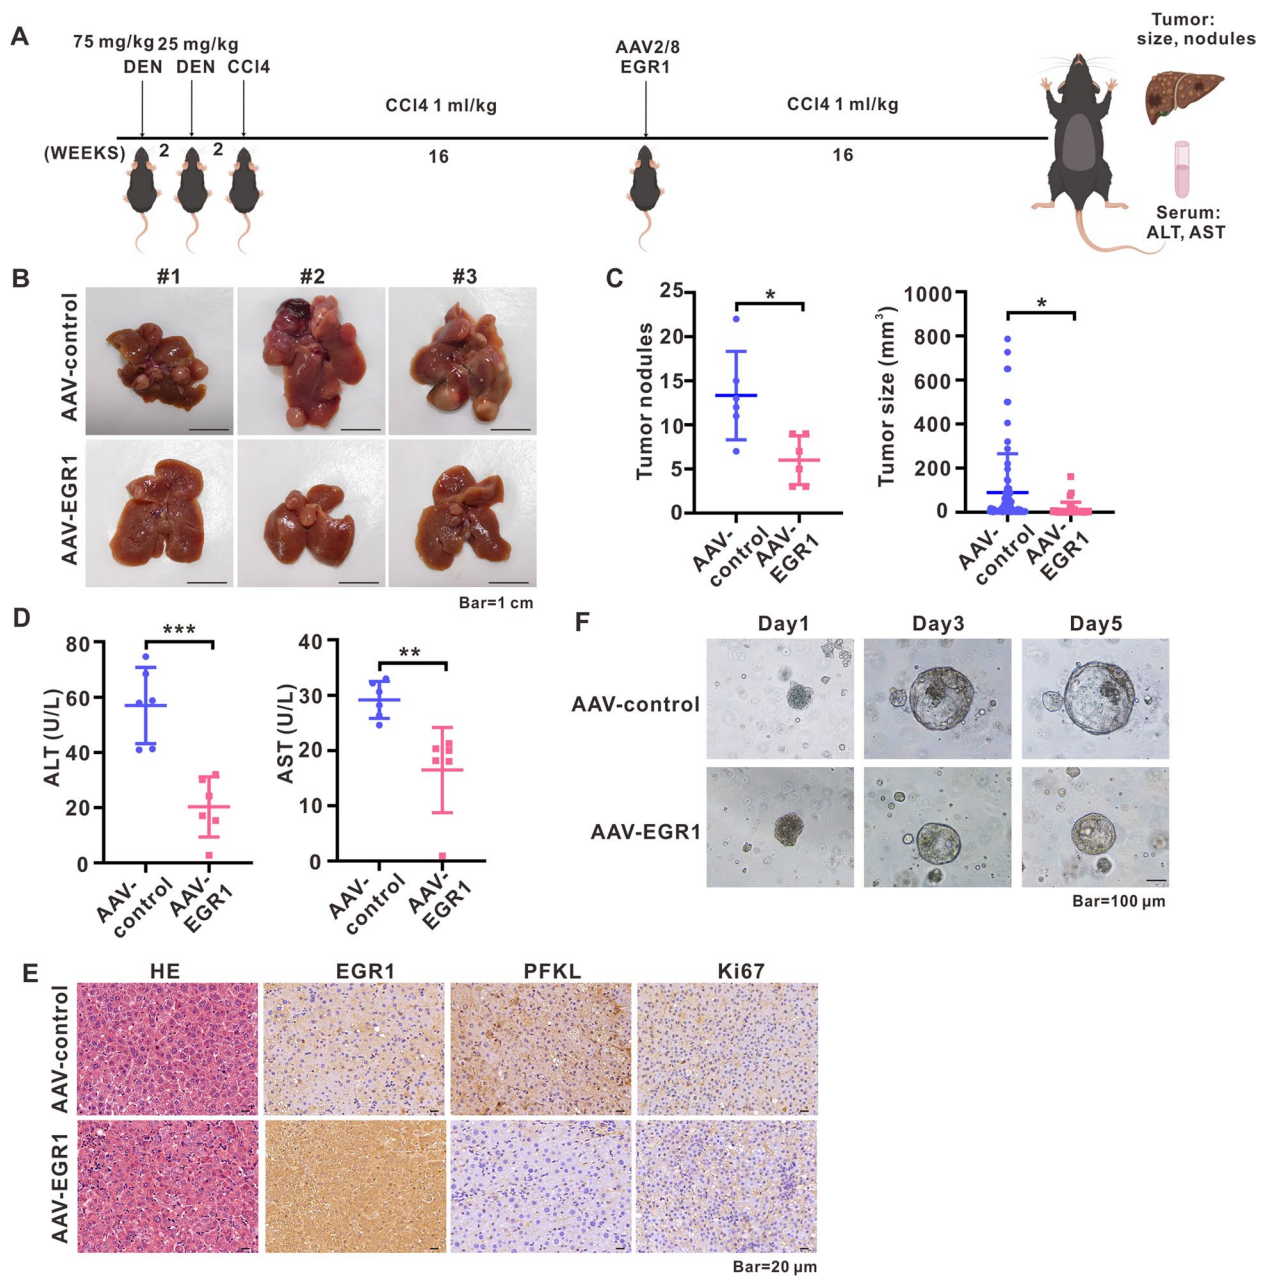 A
75 mg/kg 25 mg/kg
DEN DEN CCl4
CCl4 1 ml/kg
AAV2/8
EGR1
CCl4 1 ml/kg
Tumor:
size, nodules
(WEEKS) 2 2 16 16
Serum:
ALT, AST
B
#1 #2 #3
AAV-control
AAV-EGR1
Bar=1 cm
C
Tumor nodules
25
20
15
10
5
0
*
AAV-
control
AAV-
EGR1
Tumor size (mm³)
1000
800
600
400
200
0
*
AAV-
control
AAV-
EGR1
D
ALT (U/L)
80
60
40
20
0
***
AAV-
control
AAV-
EGR1
AST (U/L)
40
30
20
10
0
**
AAV-
control
AAV-
EGR1
F
Day1 Day3 Day5
AAV-control
AAV-EGR1
Bar=100 μm
E
HE EGR1 PFKL Ki67
AAV-control
AAV-EGR1
Bar=20 μm